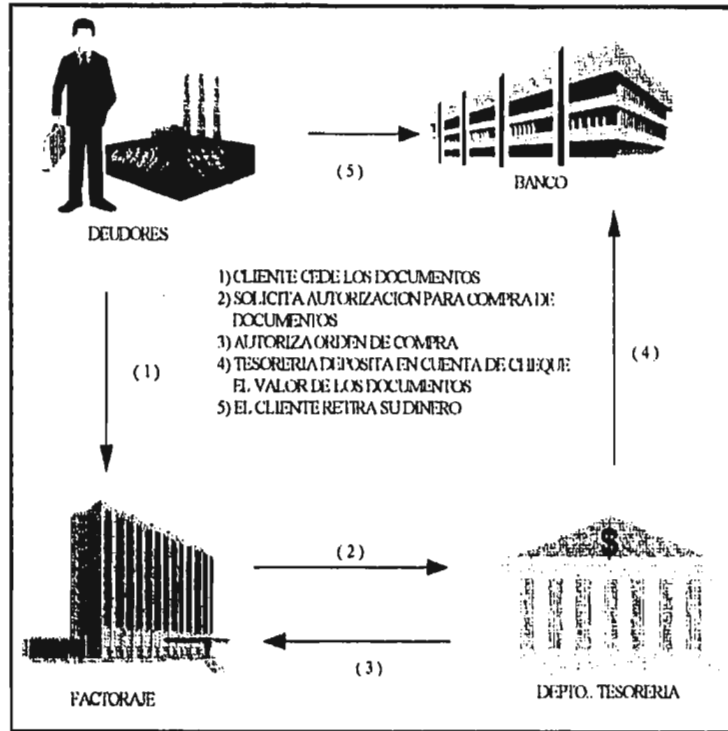 (5)
BANCO
DEUDORES
1) CLIENTE CEDE LOS DOCUMENTOS
2) SOLICITA AUTORIZACION PARA COMPRA DE
DOCUMENTOS
3) AUTORIZA ORDEN DE COMPRA
4) TESORERIA DEPOSITA EN CUENTA DE CHEQUE
EL VALOR DE LOS DOCUMENTOS
5) EL CLIENTE RETIRA SU DINERO
(1)
(4)
(2)
$
(3)
FACTORAJE
DEPTO.. TESORERIA